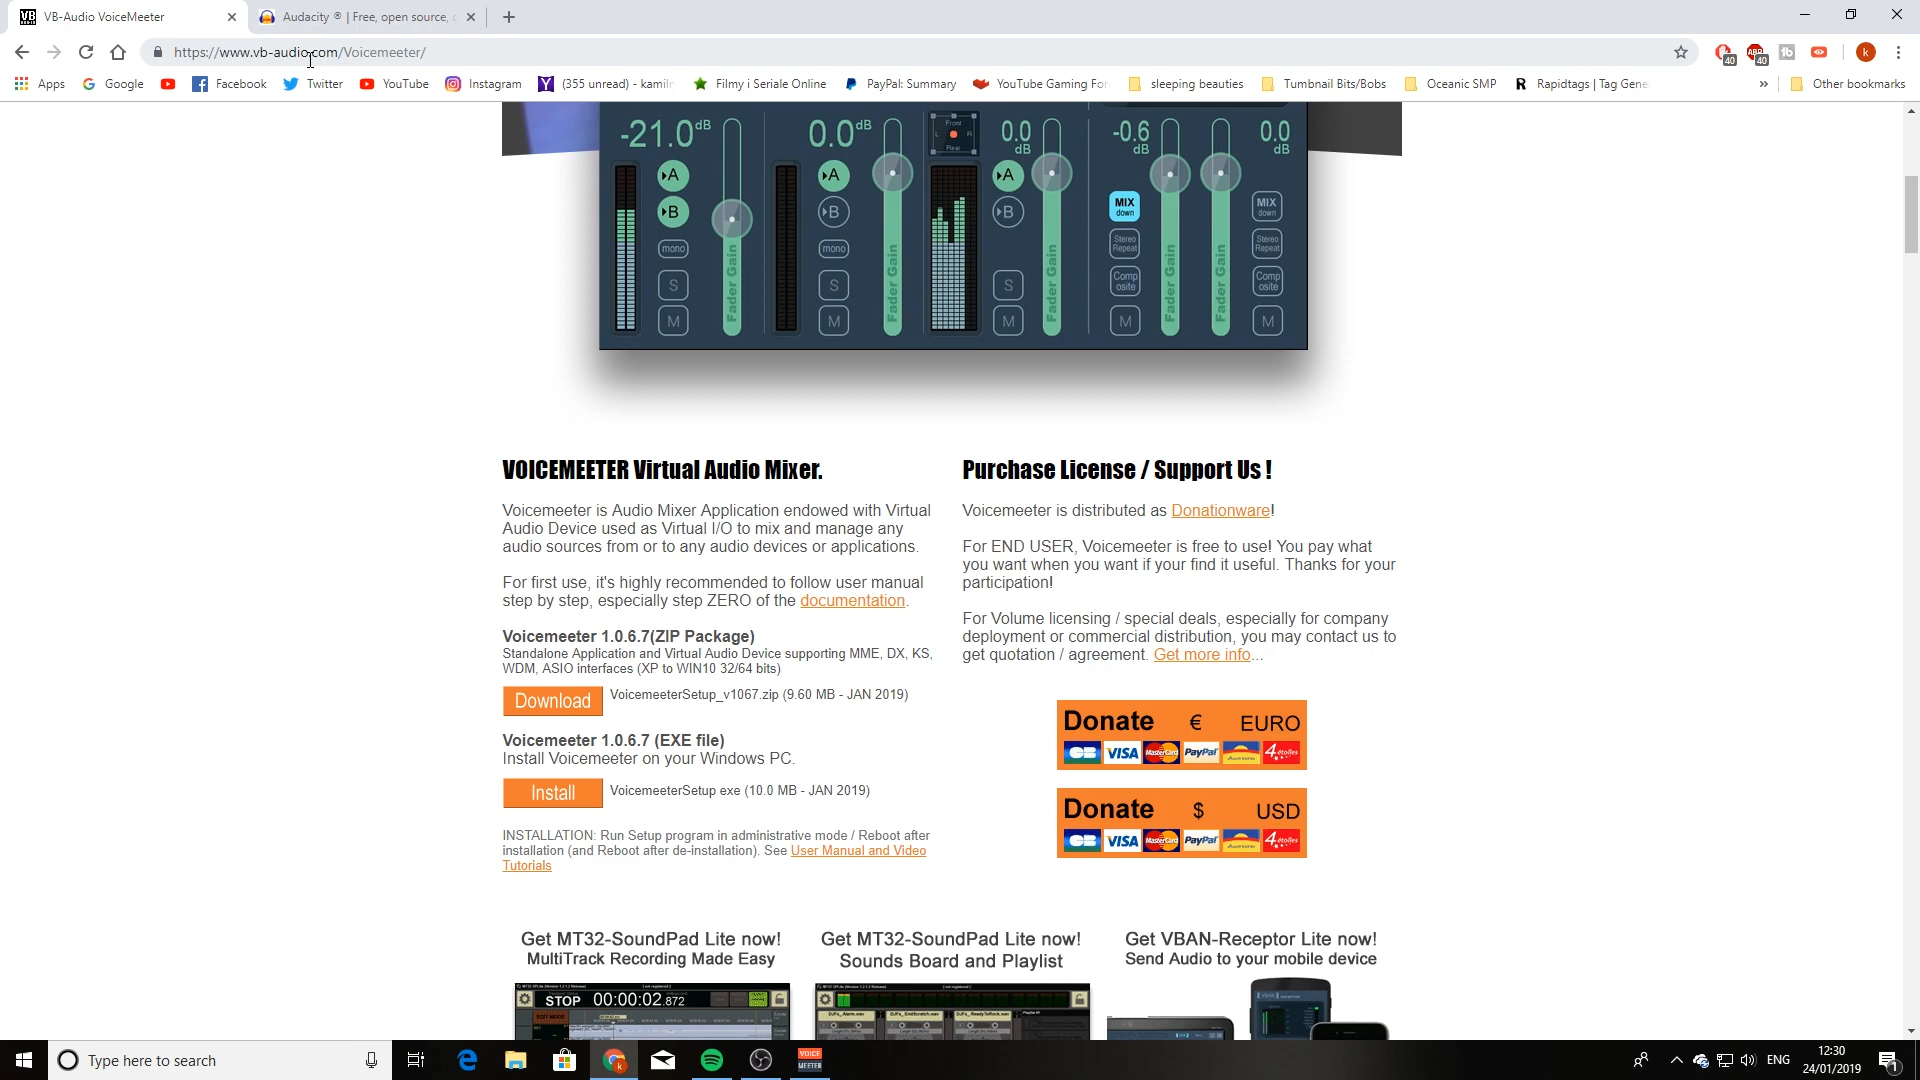 VB-Audio VoiceMeeter
Audacity ® | Free, open source, c
https://www.vb-audio.com/Voicemeeter/
40
40
k
Apps
Google
Facebook
Twitter
YouTube
Instagram
(355 unread) - kamiln
Filmy i Seriale Online
PayPal: Summary
YouTube Gaming For
sleeping beauties
Tumbnail Bits/Bobs
Oceanic SMP
Rapidtags | Tag Gene
»
Other bookmarks
-21.0 dB
0.0 dB
Front
L
R
Rear
0.0 dB
-0.6 dB
0.0 dB
A
A
A
B
B
B
MIX down
MIX down
mono
mono
Stereo Repeat
Stereo Repeat
Fader Gain
Fader Gain
Fader Gain
Fader Gain
Fader Gain
S
S
S
Comp osite
Comp osite
M
M
M
M
M
VOICEMEETER Virtual Audio Mixer.
Voicemeeter is Audio Mixer Application endowed with Virtual
Audio Device used as Virtual I/O to mix and manage any
audio sources from or to any audio devices or applications.
For first use, it's highly recommended to follow user manual
step by step, especially step ZERO of the documentation.
Voicemeeter 1.0.6.7(ZIP Package)
Standalone Application and Virtual Audio Device supporting MME, DX, KS,
WDM, ASIO interfaces (XP to WIN10 32/64 bits)
Download VoicemeeterSetup_v1067.zip (9.60 MB - JAN 2019)
Voicemeeter 1.0.6.7 (EXE file)
Install Voicemeeter on your Windows PC.
Install VoicemeeterSetup exe (10.0 MB - JAN 2019)
INSTALLATION: Run Setup program in administrative mode / Reboot after
installation (and Reboot after de-installation). See User Manual and Video
Tutorials
Purchase License / Support Us !
Voicemeeter is distributed as Donationware!
For END USER, Voicemeeter is free to use! You pay what
you want when you want if your find it useful. Thanks for your
participation!
For Volume licensing / special deals, especially for company
deployment or commercial distribution, you may contact us to
get quotation / agreement. Get more info...
Donate € EURO
CB VISA MasterCard PayPal 4étoiles
Donate $ USD
CB VISA MasterCard PayPal 4étoiles
Get MT32-SoundPad Lite now!
MultiTrack Recording Made Easy
STOP 00:00:02.872
Get MT32-SoundPad Lite now!
Sounds Board and Playlist
Get VBAN-Receptor Lite now!
Send Audio to your mobile device
Type here to search
VOICE
MEETER
ENG
12:30
24/01/2019
1